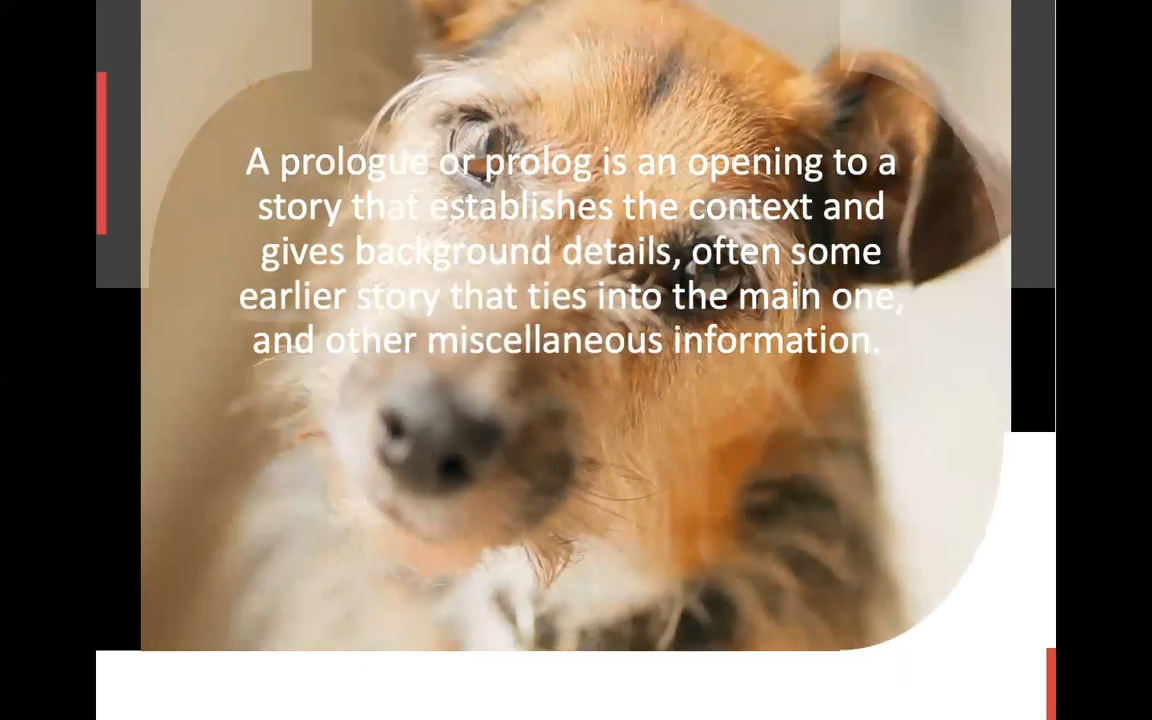 A prologue or prolog is an opening to a
story that establishes the context and
gives background details, often some
earlier story that ties into the main one,
and other miscellaneous information.